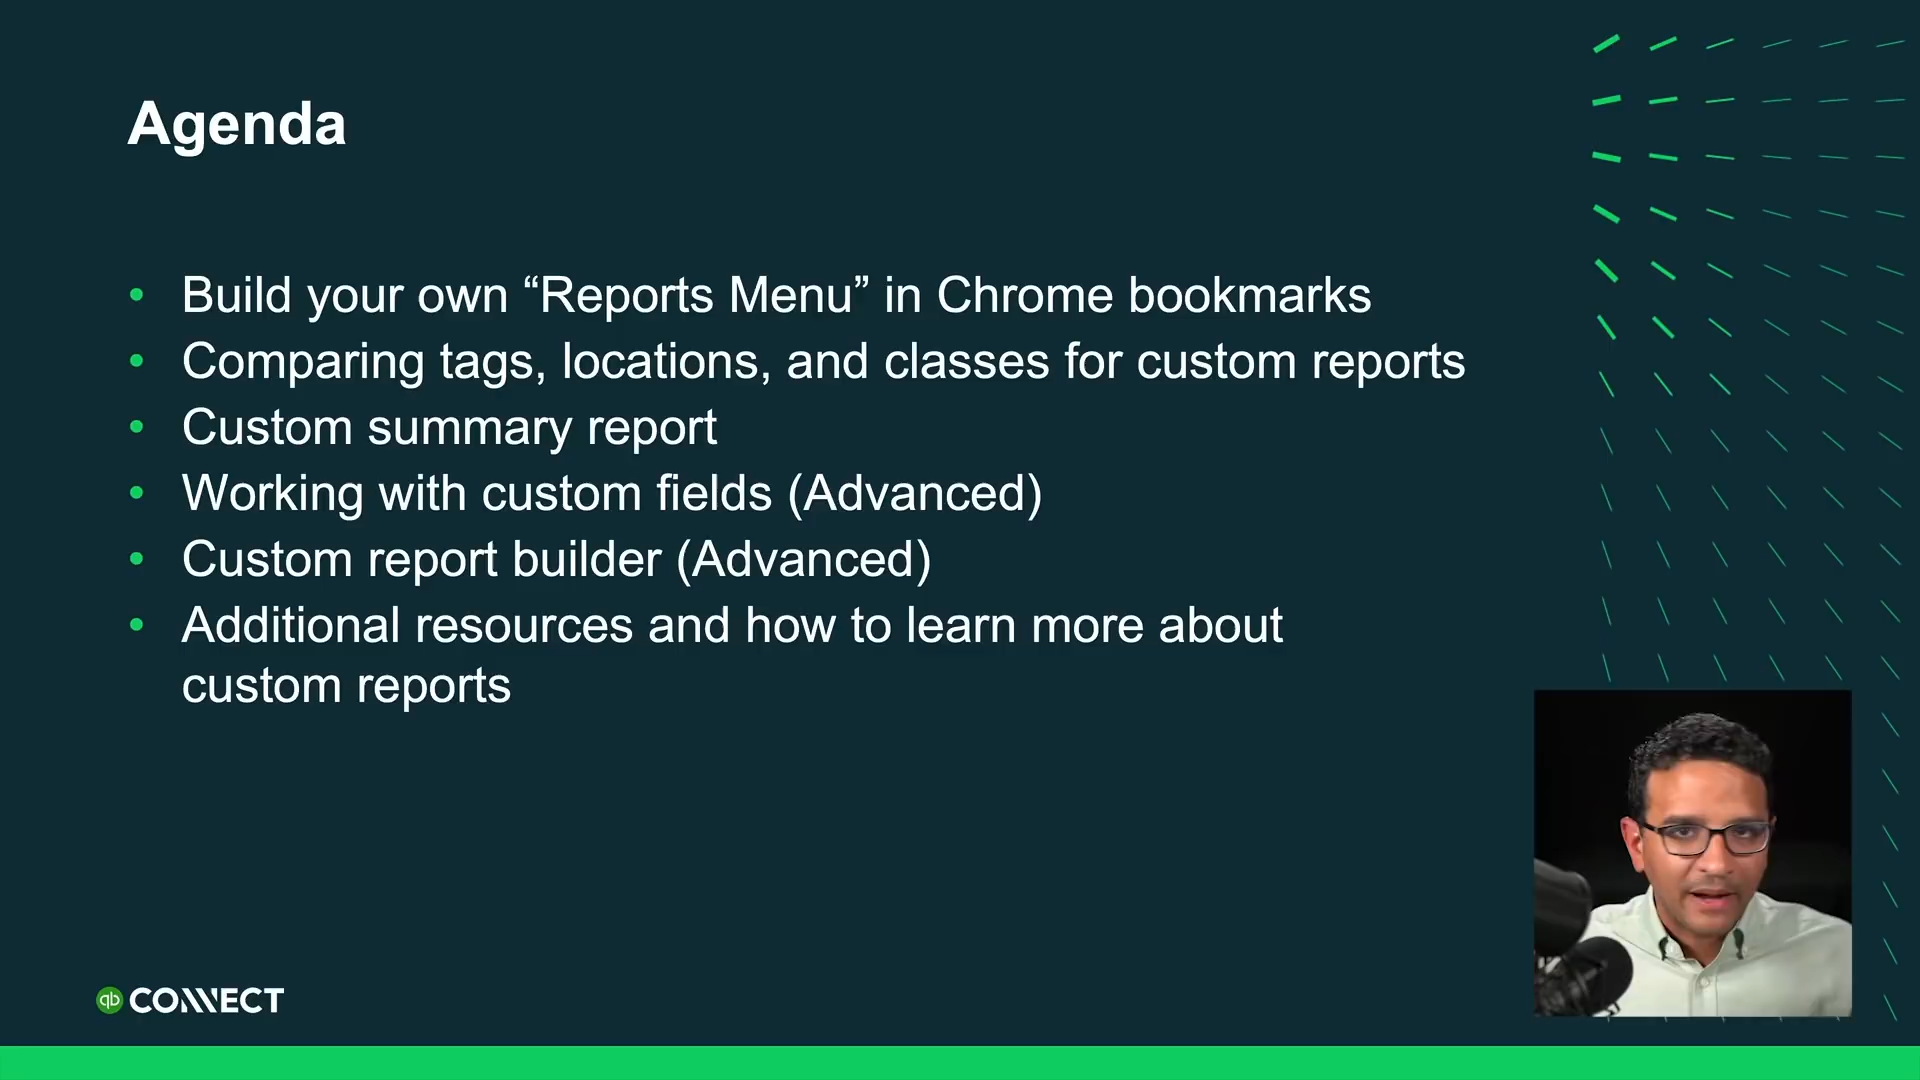 Agenda
• Build your own “Reports Menu” in Chrome bookmarks
• Comparing tags, locations, and classes for custom reports
• Custom summary report
• Working with custom fields (Advanced)
• Custom report builder (Advanced)
• Additional resources and how to learn more about
custom reports
qb CONNECT